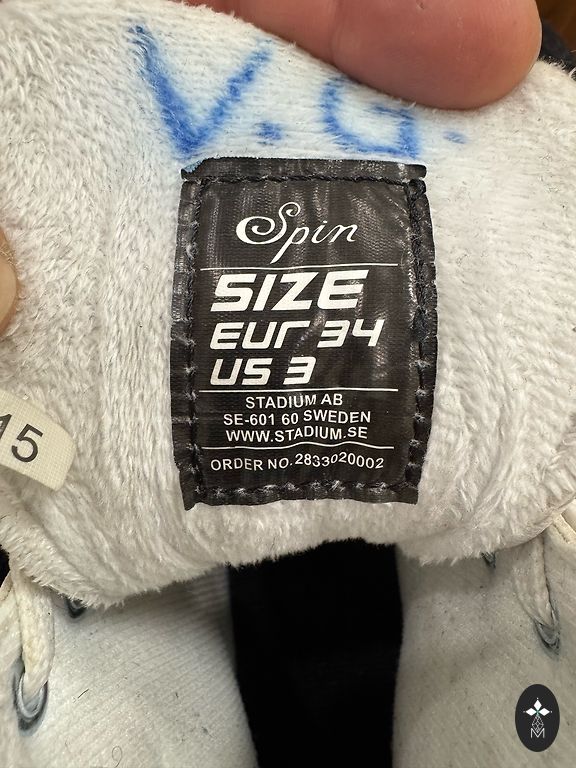 V.G.
Spin
SIZE
EUR 34
US 3
STADIUM AB
SE-601 60 SWEDEN
WWW.STADIUM.SE
ORDER NO. 2833020002
15
M